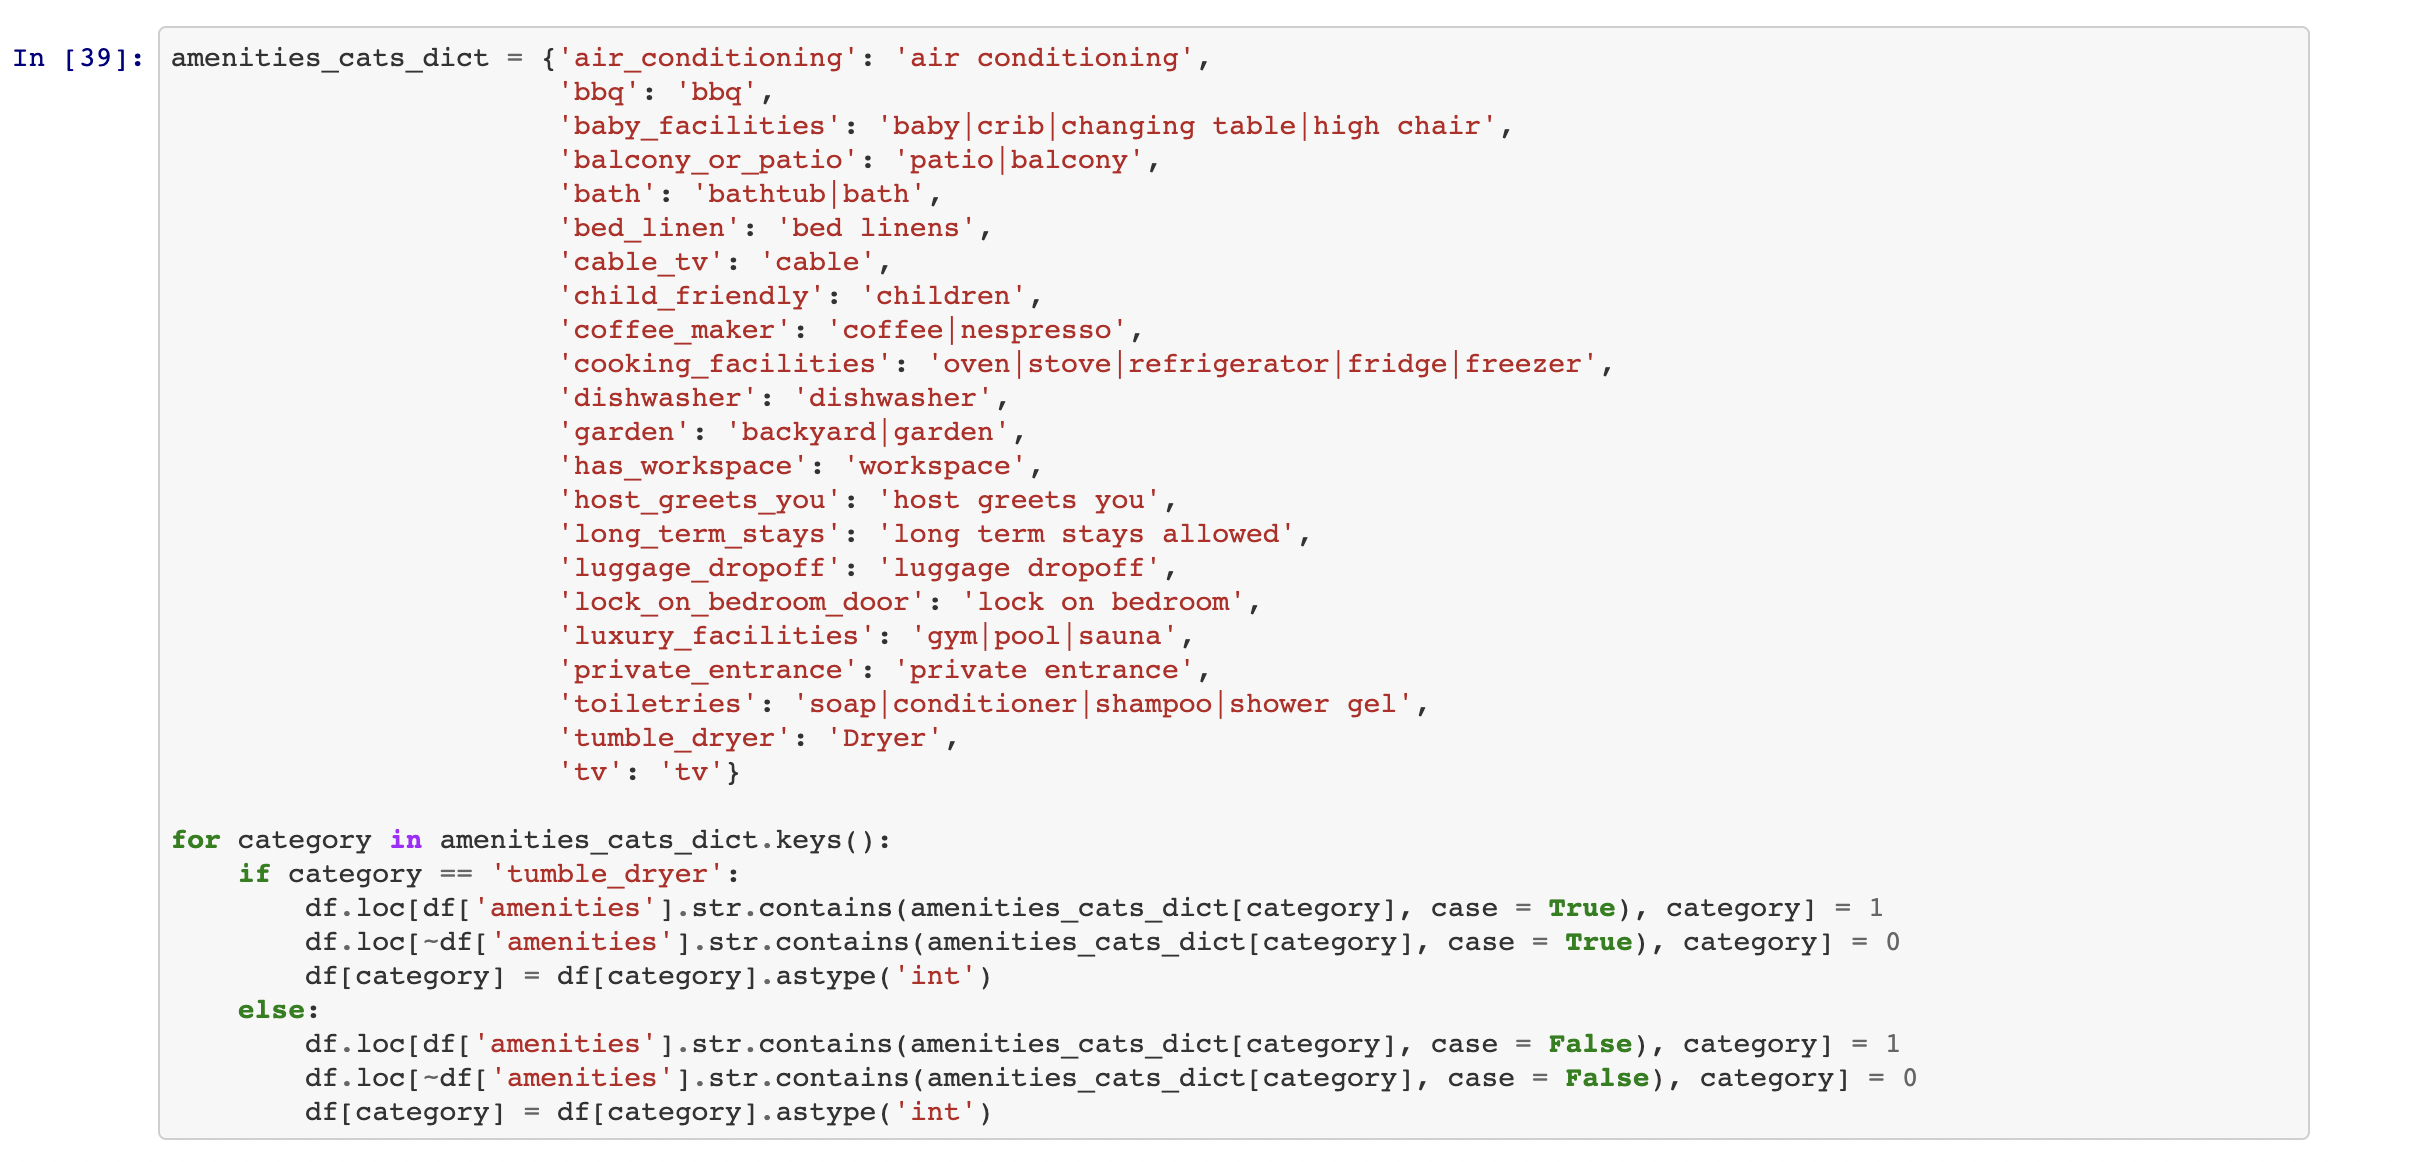 In [39]: amenities_cats_dict = {'air_conditioning': 'air conditioning',
                       'bbq': 'bbq',
                       'baby_facilities': 'baby|crib|changing table|high chair',
                       'balcony_or_patio': 'patio|balcony',
                       'bath': 'bathtub|bath',
                       'bed_linen': 'bed linens',
                       'cable_tv': 'cable',
                       'child_friendly': 'children',
                       'coffee_maker': 'coffee|nespresso',
                       'cooking_facilities': 'oven|stove|refrigerator|fridge|freezer',
                       'dishwasher': 'dishwasher',
                       'garden': 'backyard|garden',
                       'has_workspace': 'workspace',
                       'host_greets_you': 'host greets you',
                       'long_term_stays': 'long term stays allowed',
                       'luggage_dropoff': 'luggage dropoff',
                       'lock_on_bedroom_door': 'lock on bedroom',
                       'luxury_facilities': 'gym|pool|sauna',
                       'private_entrance': 'private entrance',
                       'toiletries': 'soap|conditioner|shampoo|shower gel',
                       'tumble_dryer': 'Dryer',
                       'tv': 'tv'}

for category in amenities_cats_dict.keys():
    if category == 'tumble_dryer':
        df.loc[df['amenities'].str.contains(amenities_cats_dict[category], case = True), category] = 1
        df.loc[~df['amenities'].str.contains(amenities_cats_dict[category], case = True), category] = 0
        df[category] = df[category].astype('int')
    else:
        df.loc[df['amenities'].str.contains(amenities_cats_dict[category], case = False), category] = 1
        df.loc[~df['amenities'].str.contains(amenities_cats_dict[category], case = False), category] = 0
        df[category] = df[category].astype('int')